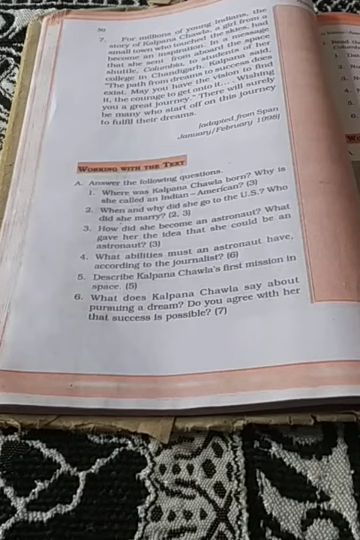 50
7. For millions of young Indians, the
story of Kalpana Chawla, a girl from a
small town who touched the skies, had
become an inspiration. In a message
that she sent from aboard the space
shuttle, Columbia, to students of her
college in Chandigarh, Kalpana said,
“The path from dreams to success does
exist. May you have the vision to find
it, the courage to get onto it.... Wishing
you a great journey.” There will surely
be many who start off on this journey
to fulfil their dreams.
[adapted from Span
January/February 1998]
WORKING WITH THE TEXT
A. Answer the following questions.
1. Where was Kalpana Chawla born? Why is
she called an Indian – American? (3)
2. When and why did she go to the U.S.? Who
did she marry? (2, 3)
3. How did she become an astronaut? What
gave her the idea that she could be an
astronaut? (3)
4. What abilities must an astronaut have,
according to the journalist? (6)
5. Describe Kalpana Chawla's first mission in
space. (5)
6. What does Kalpana Chawla say about
pursuing a dream? Do you agree with her
that success is possible? (7)